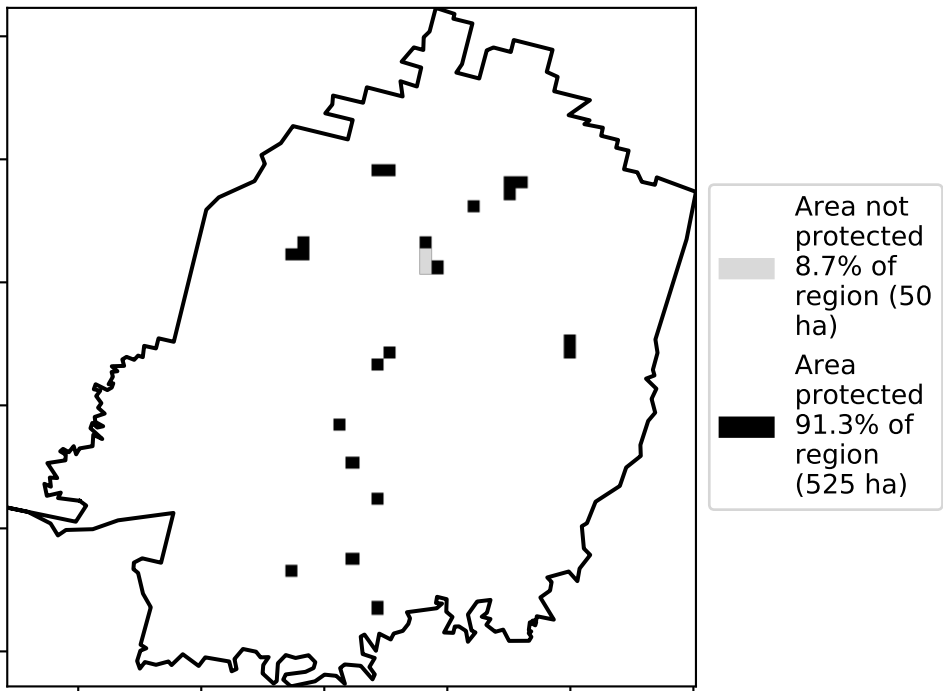 Area not
protected
8.7% of
region (50
ha)
Area
protected
91.3% of
region
(525 ha)